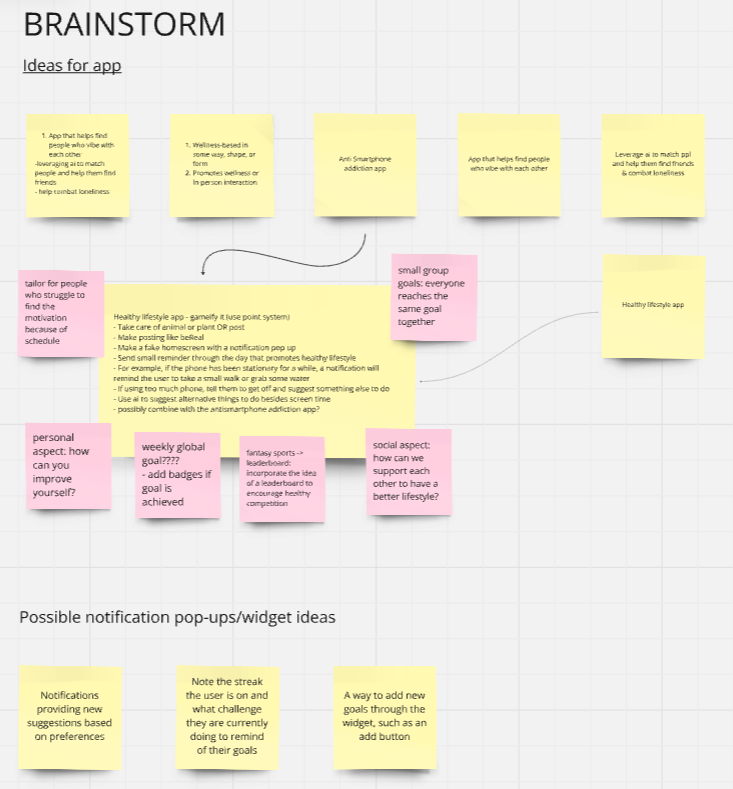 BRAINSTORM
Ideas for app
1. App that helps find
people who vibe with
each other
-leveraging ai to match
people and help them find
friends
- help combat loneliness
1. Wellness-based in
some way, shape, or
form
2. Promotes wellness or
in-person interaction
Anti Smartphone
addiction app
App that helps find people
who vibe with each other
Leverage ai to match ppl
and help them find friends
& combat loneliness
tailor for people
who struggle to
find the
motivation
because of
schedule
small group
goals: everyone
reaches the
same goal
together
Healthy lifestyle app
Healthy lifestyle app - gameify it (use point system)
- Take care of animal or plant OR post
- Make posting like beReal
- Make a fake homescreen with a notification pop up
- Send small reminder through the day that promotes healthy lifestyle
- For example, if the phone has been stationary for a while, a notification will
remind the user to take a small walk or grab some water
- If using too much phone, tell them to get off and suggest something else to do
- Use ai to suggest alternative things to do besides screen time
- possibly combine with the antismartphone addiction app?
personal
aspect: how
can you
improve
yourself?
weekly global
goal????
- add badges if
goal is
achieved
fantasy sports ->
leaderboard:
incorporate the idea
of a leaderboard to
encourage healthy
competition
social aspect:
how can we
support each
other to have a
better lifestyle?
Possible notification pop-ups/widget ideas
Notifications
providing new
suggestions based
on preferences
Note the streak
the user is on and
what challenge
they are currently
doing to remind
of their goals
A way to add new
goals through the
widget, such as an
add button